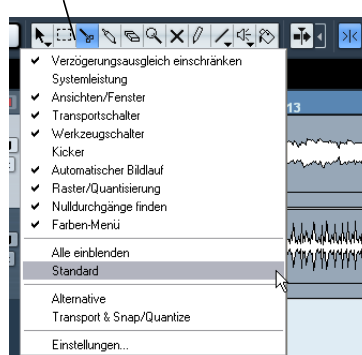 13
Verzögerungsausgleich einschränken
Systemleistung
Ansichten/Fenster
Transportschalter
Werkzeugschalter
Kicker
Automatischer Bildlauf
Raster/Quantisierung
Nulldurchgänge finden
Farben-Menü
Alle einblenden
Standard
Alternative
Transport & Snap/Quantize
Einstellungen...